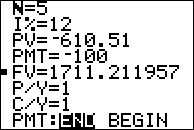 N=5
I%=12
PV=-610.51
PMT=-100
▪FV=1711.211957
P/Y=1
C/Y=1
PMT:END BEGIN